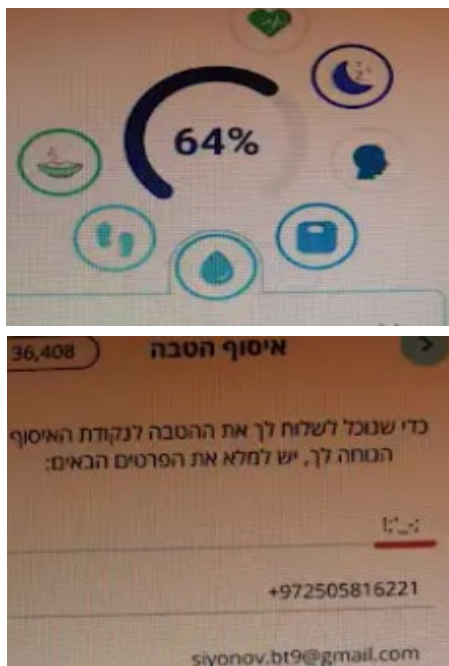 64%
36,408
איסוף הטבה
כדי שנוכל לשלוח לך את ההטבה לנקודת האיסוף
הנוחה לך, יש למלא את הפרטים הבאים:
!;'_-;
+972505816221
siyonov.bt9@gmail.com